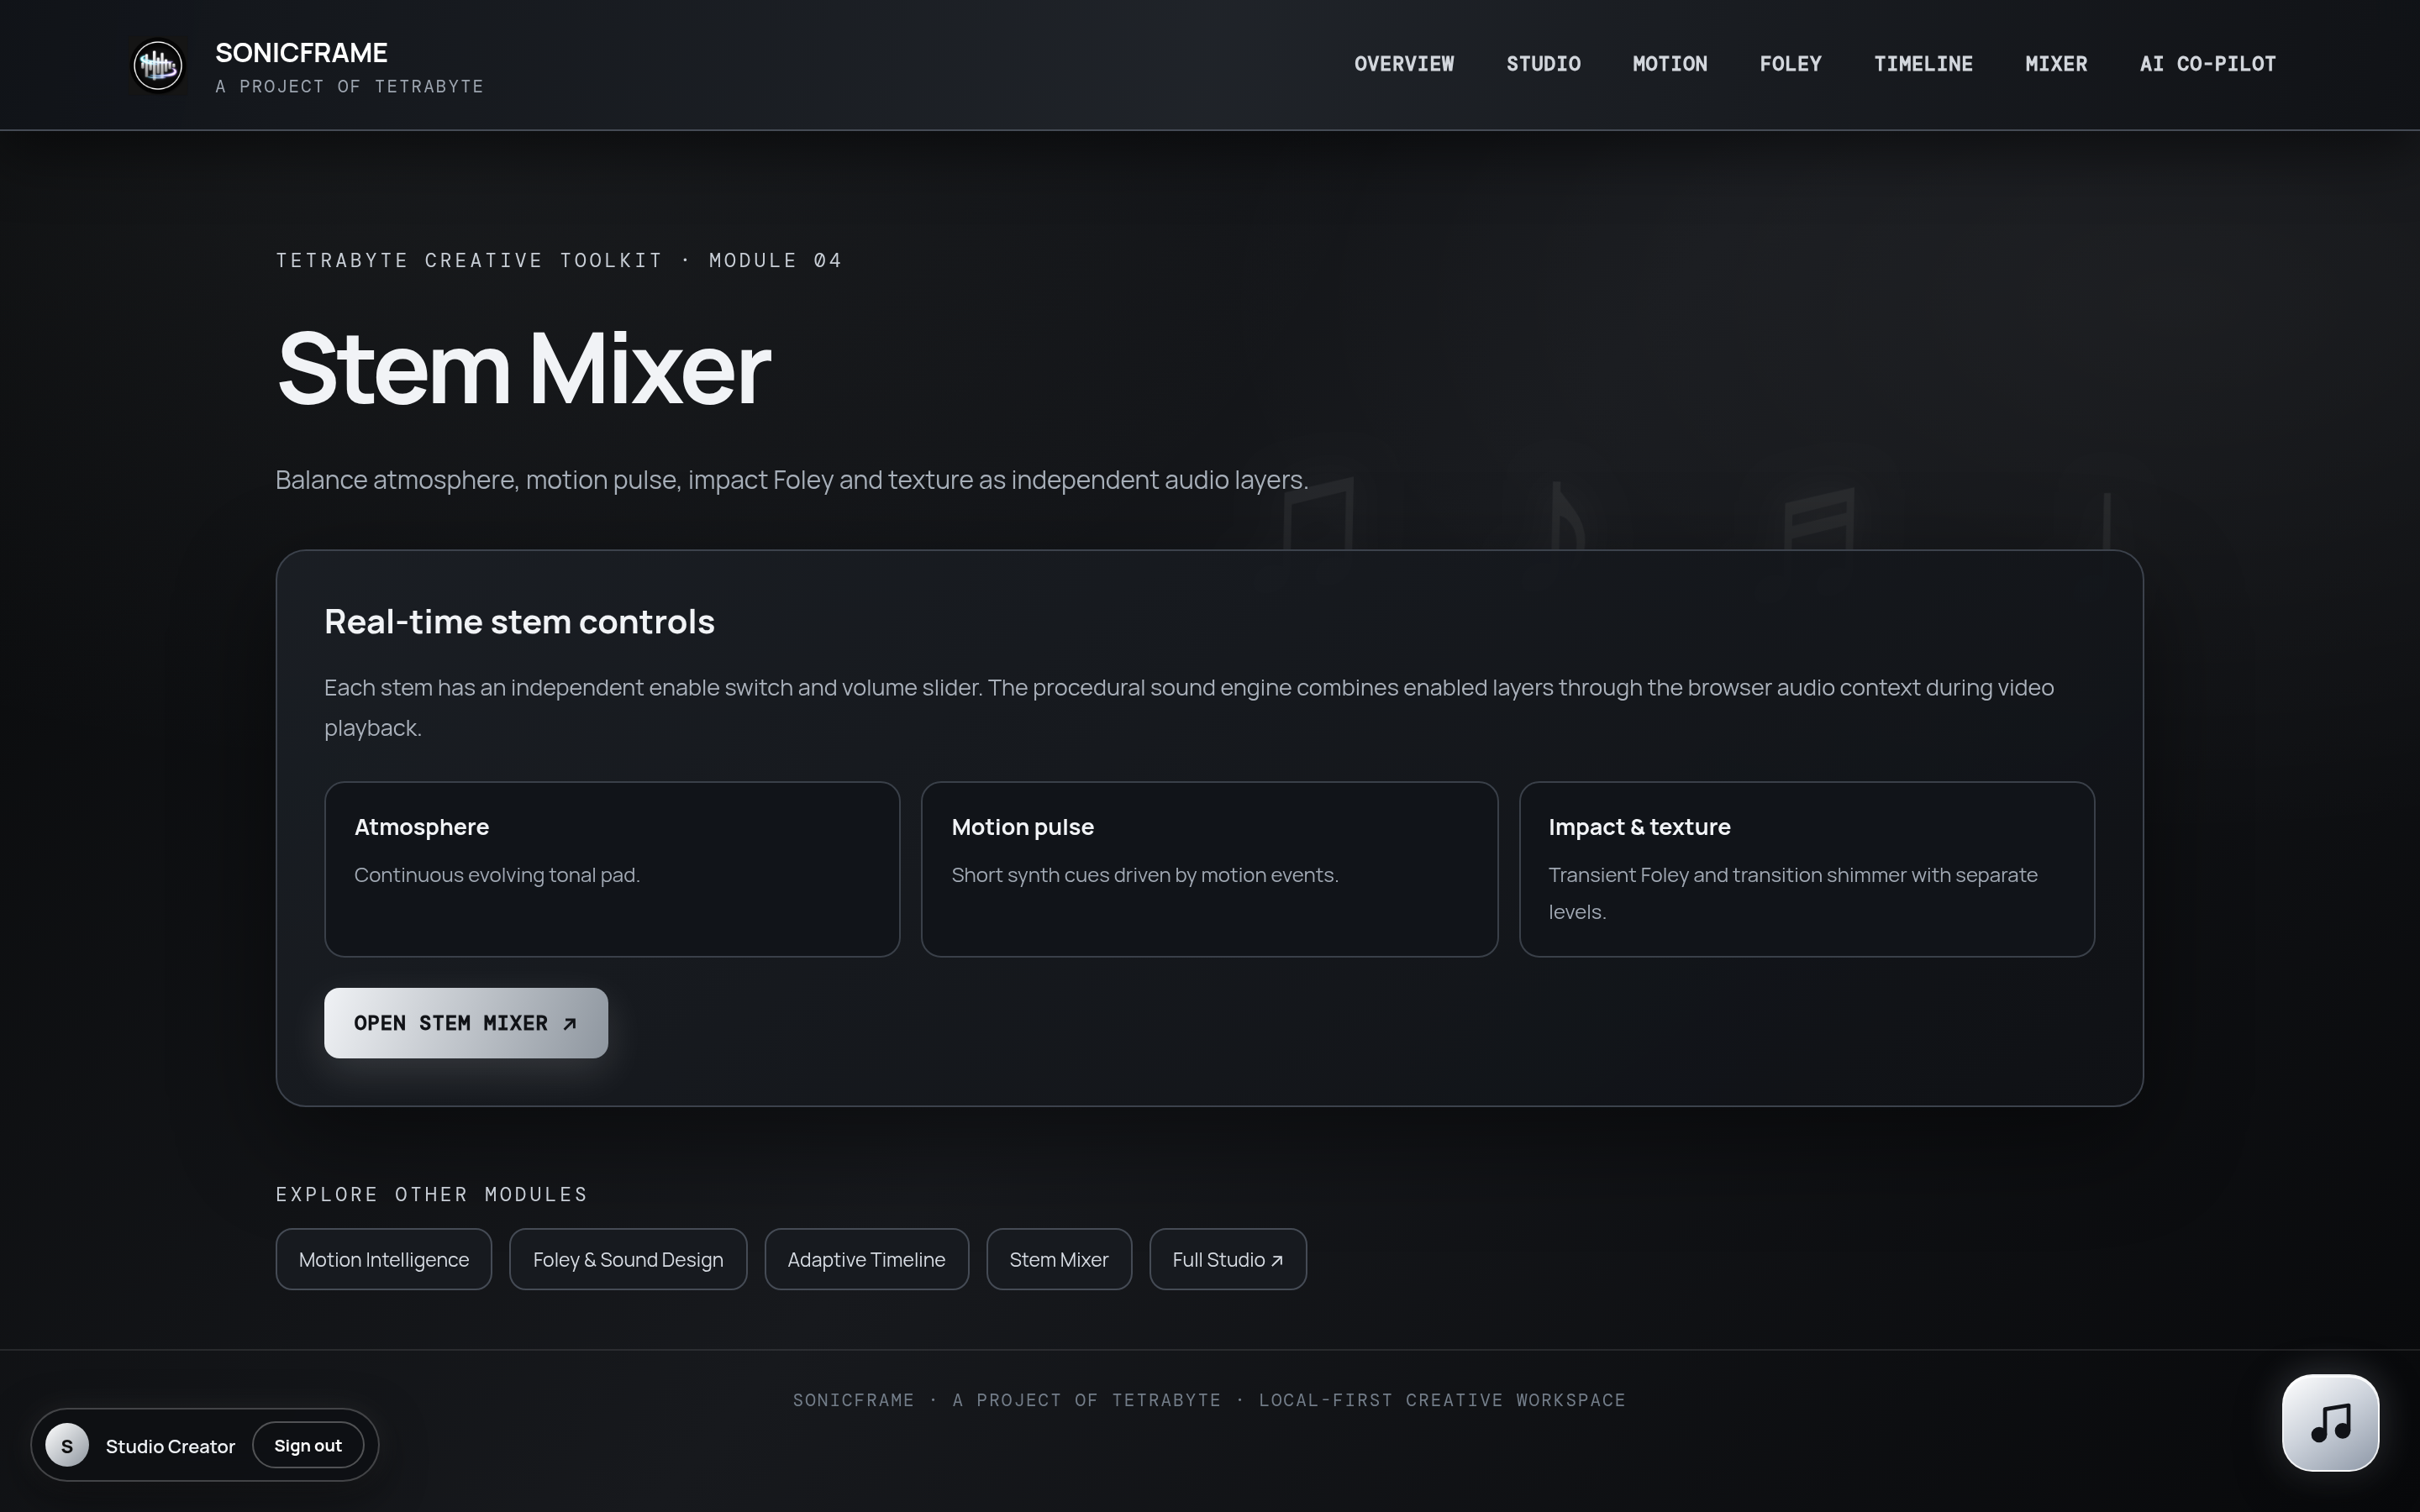 SONICFRAME
A PROJECT OF TETRABYTE
OVERVIEW STUDIO MOTION FOLEY TIMELINE MIXER AI CO-PILOT
TETRABYTE CREATIVE TOOLKIT · MODULE 04
Stem Mixer
Balance atmosphere, motion pulse, impact Foley and texture as independent audio layers.
Real-time stem controls
Each stem has an independent enable switch and volume slider. The procedural sound engine combines enabled layers through the browser audio context during video
playback.
Atmosphere
Continuous evolving tonal pad.
Motion pulse
Short synth cues driven by motion events.
Impact & texture
Transient Foley and transition shimmer with separate
levels.
OPEN STEM MIXER ↗
EXPLORE OTHER MODULES
Motion Intelligence
Foley & Sound Design
Adaptive Timeline
Stem Mixer
Full Studio ↗
SONICFRAME · A PROJECT OF TETRABYTE · LOCAL-FIRST CREATIVE WORKSPACE
S Studio Creator Sign out